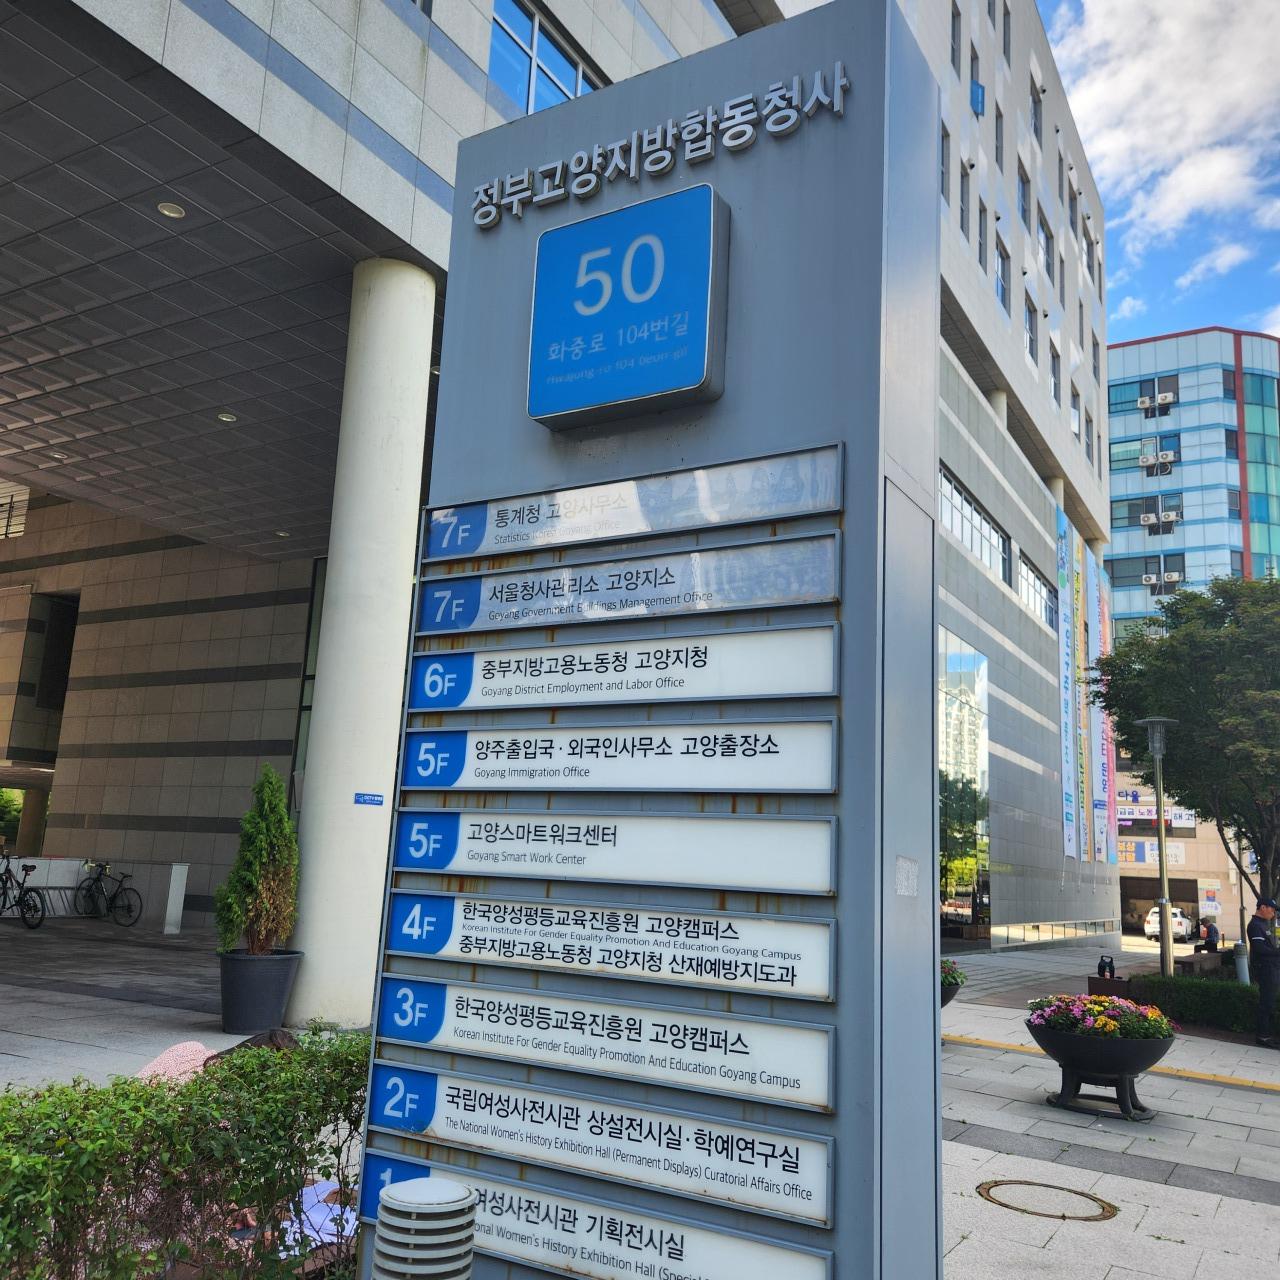 정부고양지방합동청사
50
화중로 104번길
Hwajung-ro 104 beon-gil
7F
통계청 고양사무소
Statistics Korea Goyang Office
7F
서울청사관리소 고양지소
Goyang Government Buildings Management Office
6F
중부지방고용노동청 고양지청
Goyang District Employment and Labor Office
5F
양주출입국·외국인사무소 고양출장소
Goyang Immigration Office
5F
고양스마트워크센터
Goyang Smart Work Center
4F
한국양성평등교육진흥원 고양캠퍼스
Korean Institute For Gender Equality Promotion And Education Goyang Campus
중부지방고용노동청 고양지청 산재예방지도과
3F
한국양성평등교육진흥원 고양캠퍼스
Korean Institute For Gender Equality Promotion And Education Goyang Campus
2F
국립여성사전시관 상설전시실·학예연구실
The National Women's History Exhibition Hall (Permanent Displays) Curatorial Affairs Office
1
여성사전시관 기획전시실
Women's History Exhibition Hall